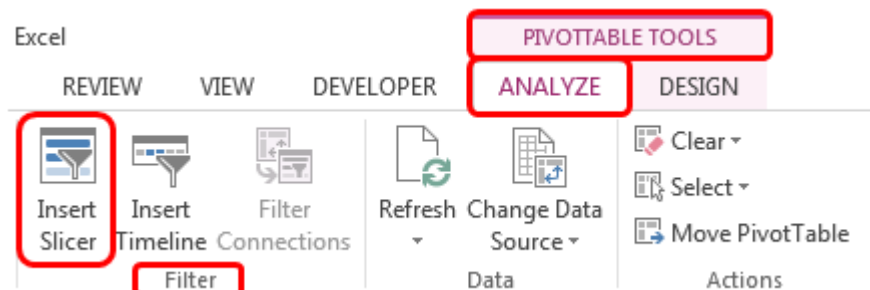 Excel
PIVOTTABLE TOOLS
REVIEW VIEW DEVELOPER ANALYZE DESIGN
Insert Slicer
Insert Timeline
Filter Connections
Refresh
Change Data Source
Clear
Select
Move PivotTable
Filter
Data
Actions